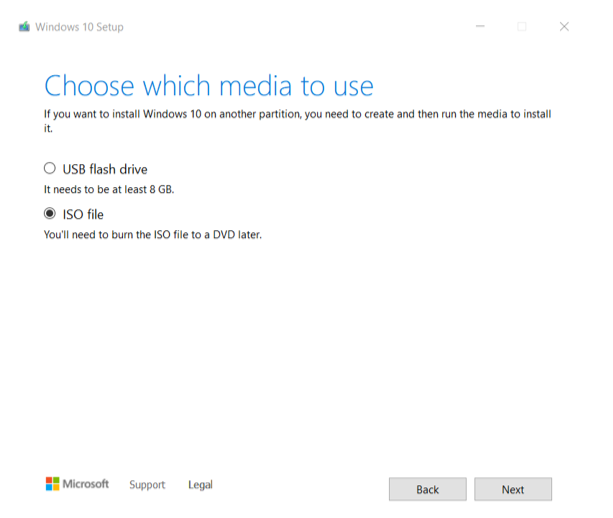 Windows 10 Setup
Choose which media to use
If you want to install Windows 10 on another partition, you need to create and then run the media to install
it.
USB flash drive
It needs to be at least 8 GB.
ISO file
You'll need to burn the ISO file to a DVD later.
Microsoft Support Legal Back Next